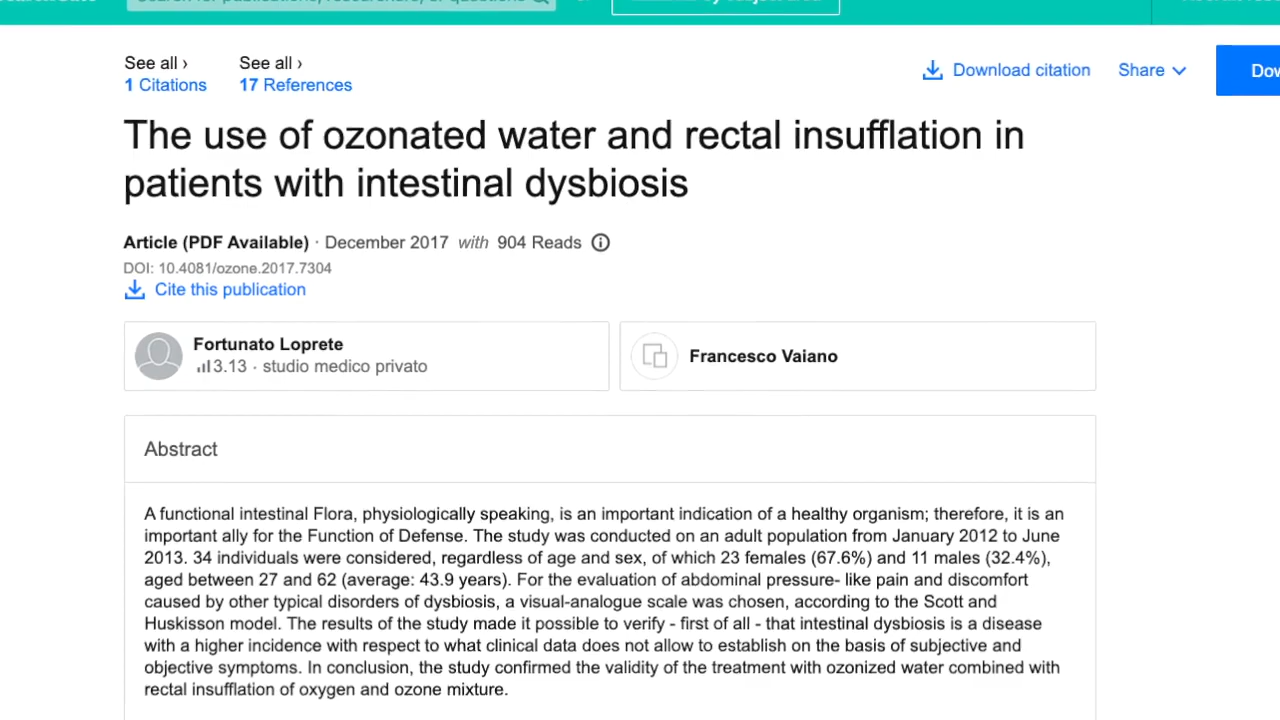 See all ›
See all ›
1 Citations
17 References
Download citation
Share
The use of ozonated water and rectal insufflation in
patients with intestinal dysbiosis
Article (PDF Available) · December 2017 with 904 Reads
DOI: 10.4081/ozone.2017.7304
Cite this publication
Fortunato Loprete
3.13 · studio medico privato
Francesco Vaiano
Abstract
A functional intestinal Flora, physiologically speaking, is an important indication of a healthy organism; therefore, it is an
important ally for the Function of Defense. The study was conducted on an adult population from January 2012 to June
2013. 34 individuals were considered, regardless of age and sex, of which 23 females (67.6%) and 11 males (32.4%),
aged between 27 and 62 (average: 43.9 years). For the evaluation of abdominal pressure- like pain and discomfort
caused by other typical disorders of dysbiosis, a visual-analogue scale was chosen, according to the Scott and
Huskisson model. The results of the study made it possible to verify - first of all - that intestinal dysbiosis is a disease
with a higher incidence with respect to what clinical data does not allow to establish on the basis of subjective and
objective symptoms. In conclusion, the study confirmed the validity of the treatment with ozonized water combined with
rectal insufflation of oxygen and ozone mixture.